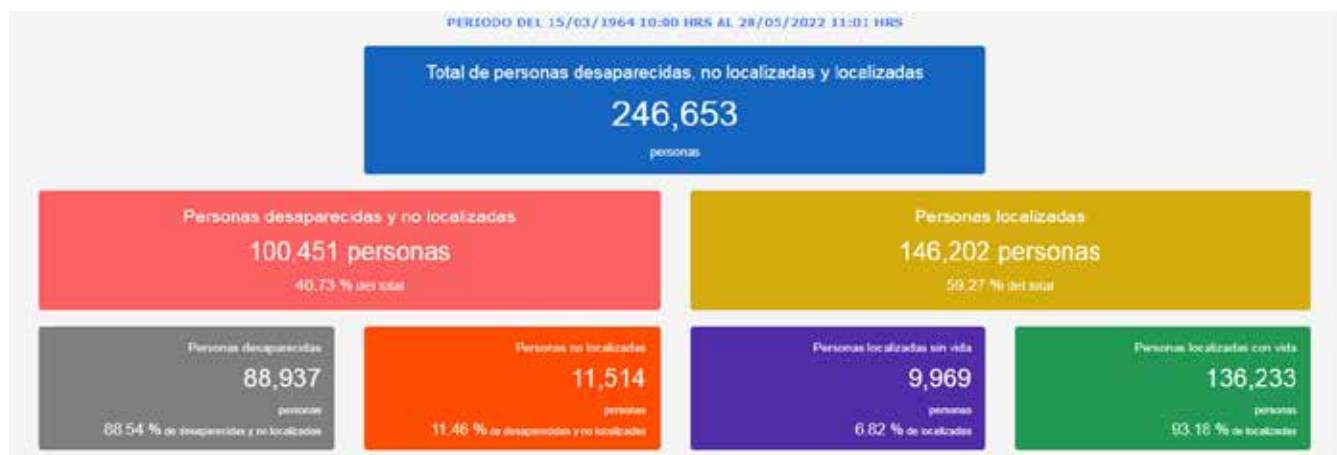 PERIODO DEL 15/03/1964 10:00 HRS AL 28/05/2022 11:01 HRS
Total de personas desaparecidas, no localizadas y localizadas
246,653
personas
Personas desaparecidas y no localizadas
100,451 personas
40.73 % del total
Personas localizadas
146,202 personas
59.27 % del total
Personas desaparecidas
88,937
personas
88.54 % de desaparecidas y no localizadas
Personas no localizadas
11,514
personas
11.46 % de desaparecidas y no localizadas
Personas localizadas sin vida
9,969
personas
6.82 % de localizadas
Personas localizadas con vida
136,233
personas
93.18 % de localizadas